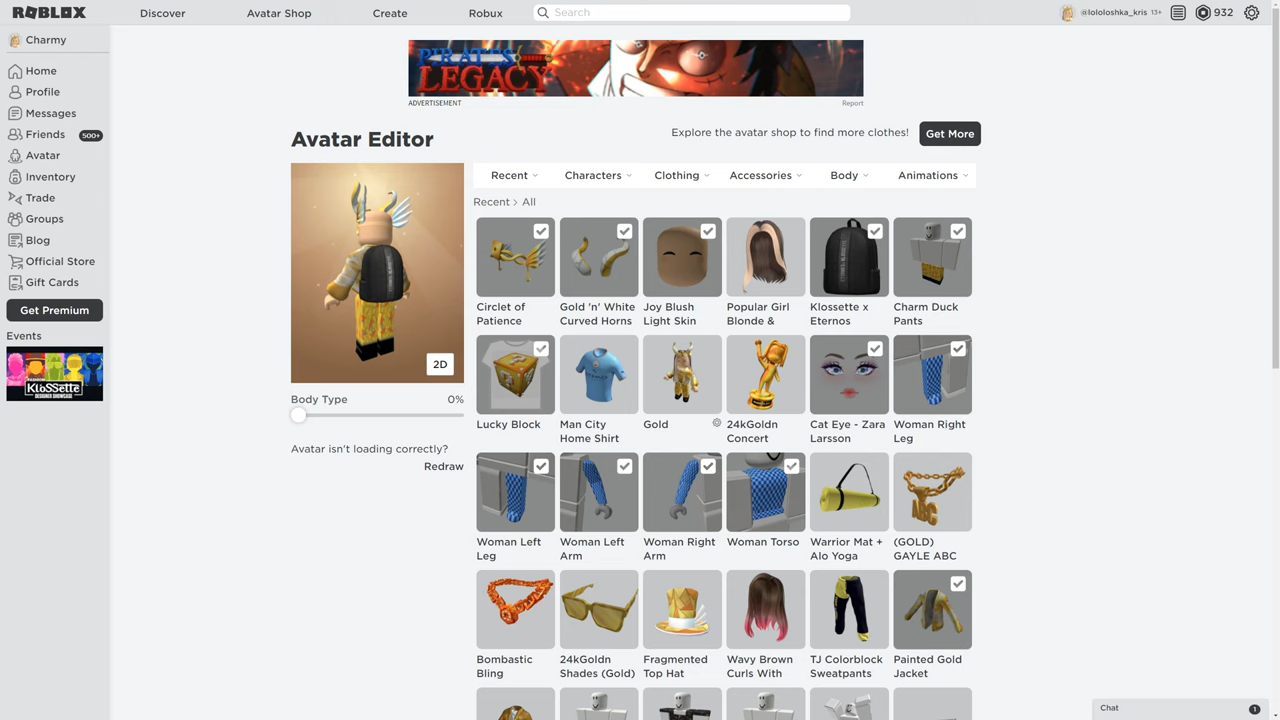 ROBLOX
Discover
Avatar Shop
Create
Robux
Search
@lololoshka_kris 13+
932
Charmy
Home
Profile
Messages
Friends 500+
Avatar
Inventory
Trade
Groups
Blog
Official Store
Gift Cards
Get Premium
Events
KLOSSETTE
DESIGNER SHOWCASE
PIRATE'S
LEGACY
ADVERTISEMENT
Report
Avatar Editor
Explore the avatar shop to find more clothes!
Get More
2D
Body Type 0%
Avatar isn't loading correctly?
Redraw
Recent
Characters
Clothing
Accessories
Body
Animations
Recent > All
Circlet of
Patience
Gold 'n' White
Curved Horns
Joy Blush
Light Skin
Popular Girl
Blonde &
Klossette x
Eternos
Charm Duck
Pants
Lucky Block
Man City
Home Shirt
Gold
24kGoldn
Concert
Cat Eye - Zara
Larsson
Woman Right
Leg
Woman Left
Leg
Woman Left
Arm
Woman Right
Arm
Woman Torso
Warrior Mat +
Alo Yoga
ABC
(GOLD)
GAYLE ABC
Bombastic
Bling
24kGoldn
Shades (Gold)
Fragmented
Top Hat
Wavy Brown
Curls With
TJ Colorblock
Sweatpants
Painted Gold
Jacket
Chat
1